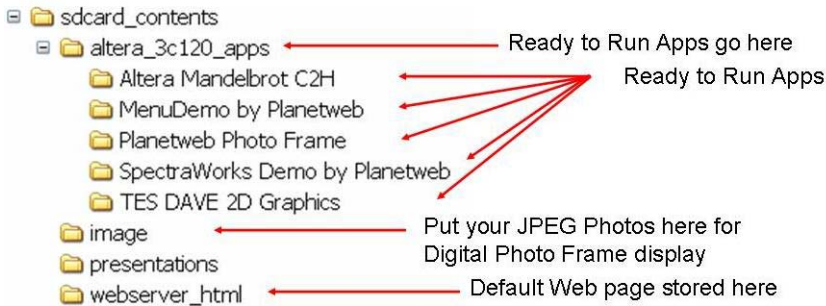 sdcard_contents
altera_3c120_apps
Ready to Run Apps go here
Altera Mandelbrot C2H
Ready to Run Apps
MenuDemo by Planetweb
Planetweb Photo Frame
SpectraWorks Demo by Planetweb
TES DAVE 2D Graphics
image
Put your JPEG Photos here for
Digital Photo Frame display
presentations
webserver_html
Default Web page stored here